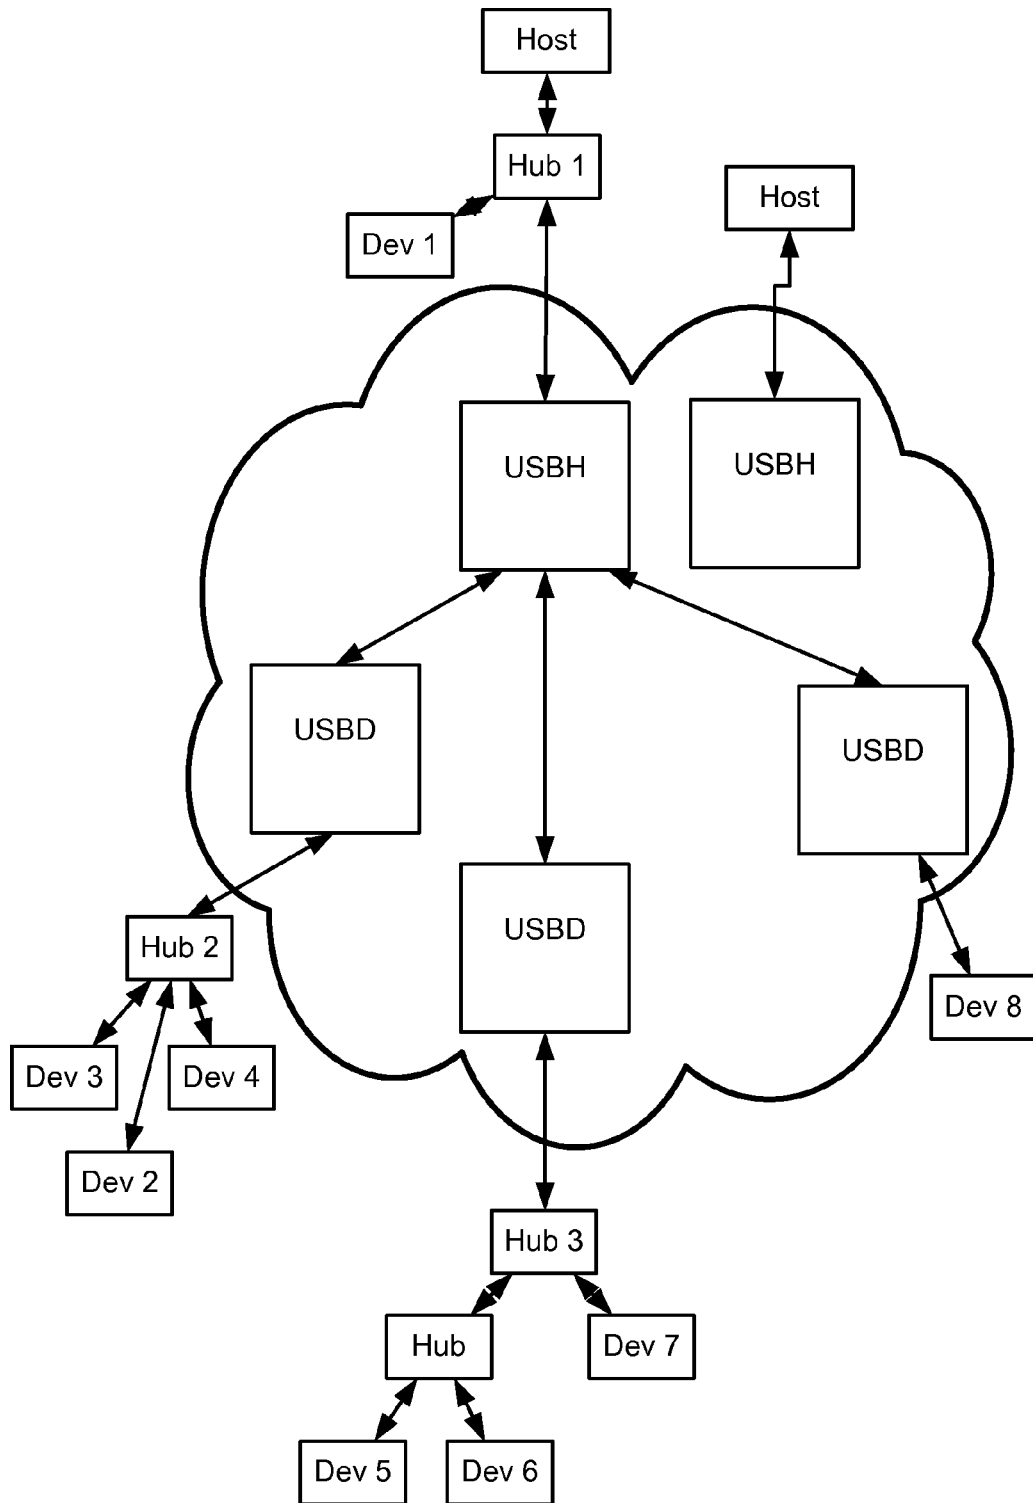 Host
Hub 1
Host
Dev 1
USBH
USBH
USBD
USBD
USBD
Hub 2
Dev 8
Dev 3
Dev 4
Dev 2
Hub 3
Hub
Dev 7
Dev 5
Dev 6